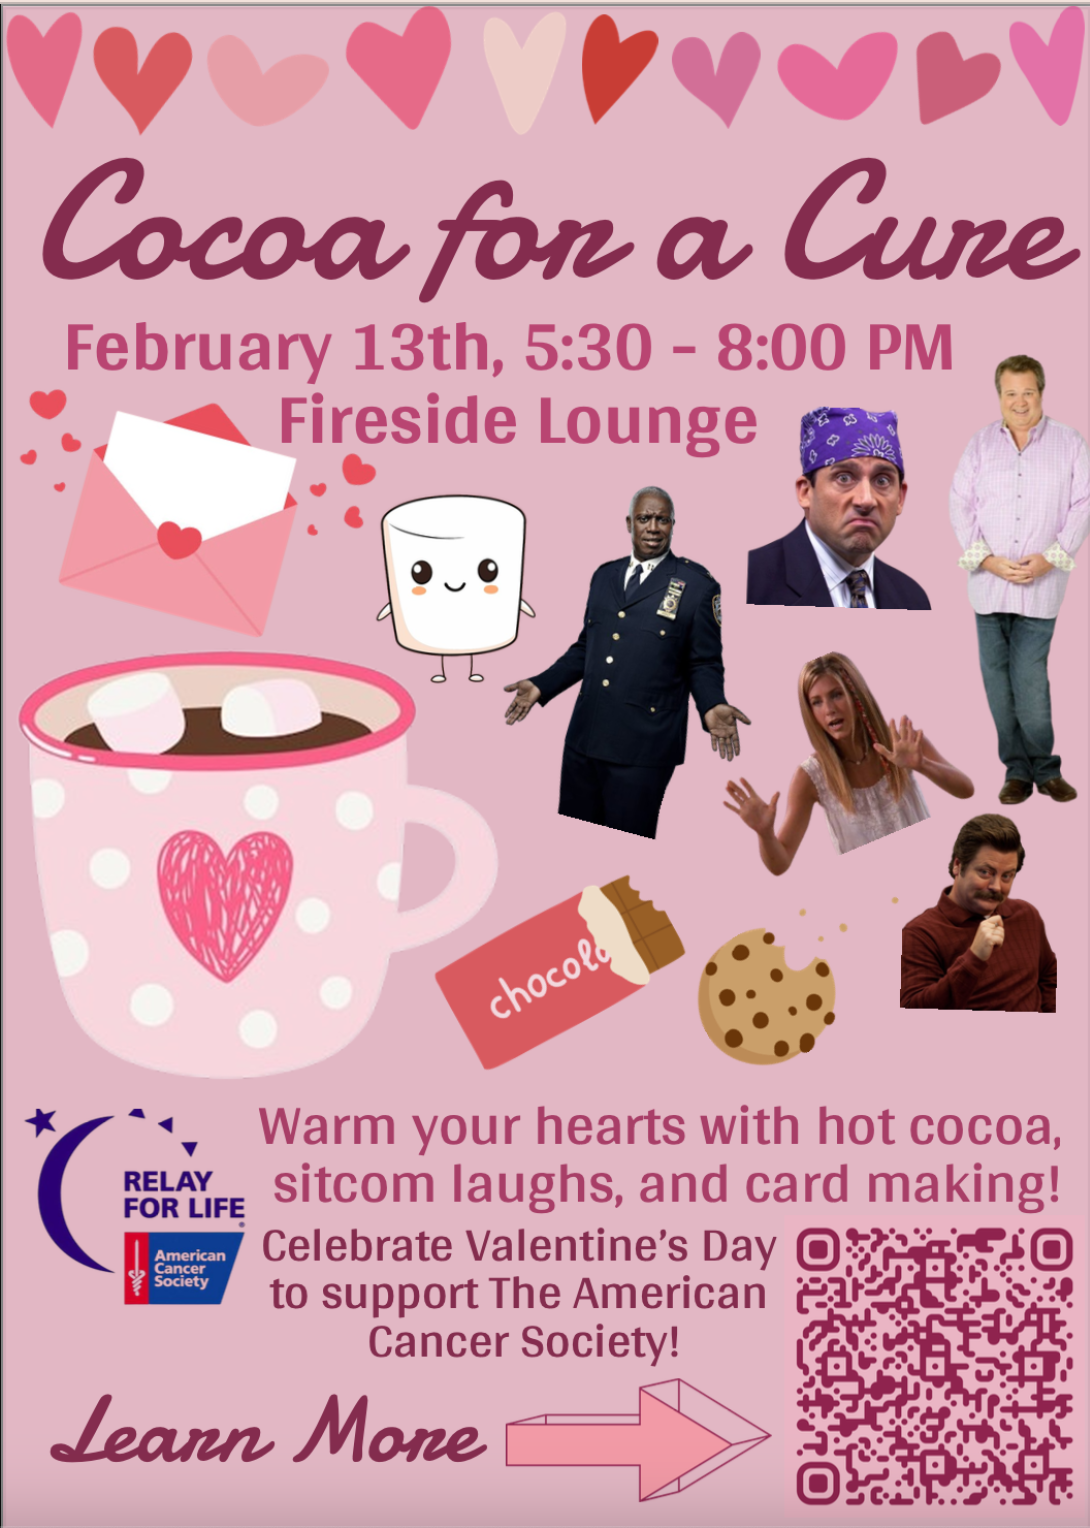 Cocoa for a Cure
February 13th, 5:30 - 8:00 PM
Fireside Lounge
chocola
Warm your hearts with hot cocoa,
sitcom laughs, and card making!
RELAY
FOR LIFE
American
Cancer
Society
Celebrate Valentine's Day
to support The American
Cancer Society!
Learn More